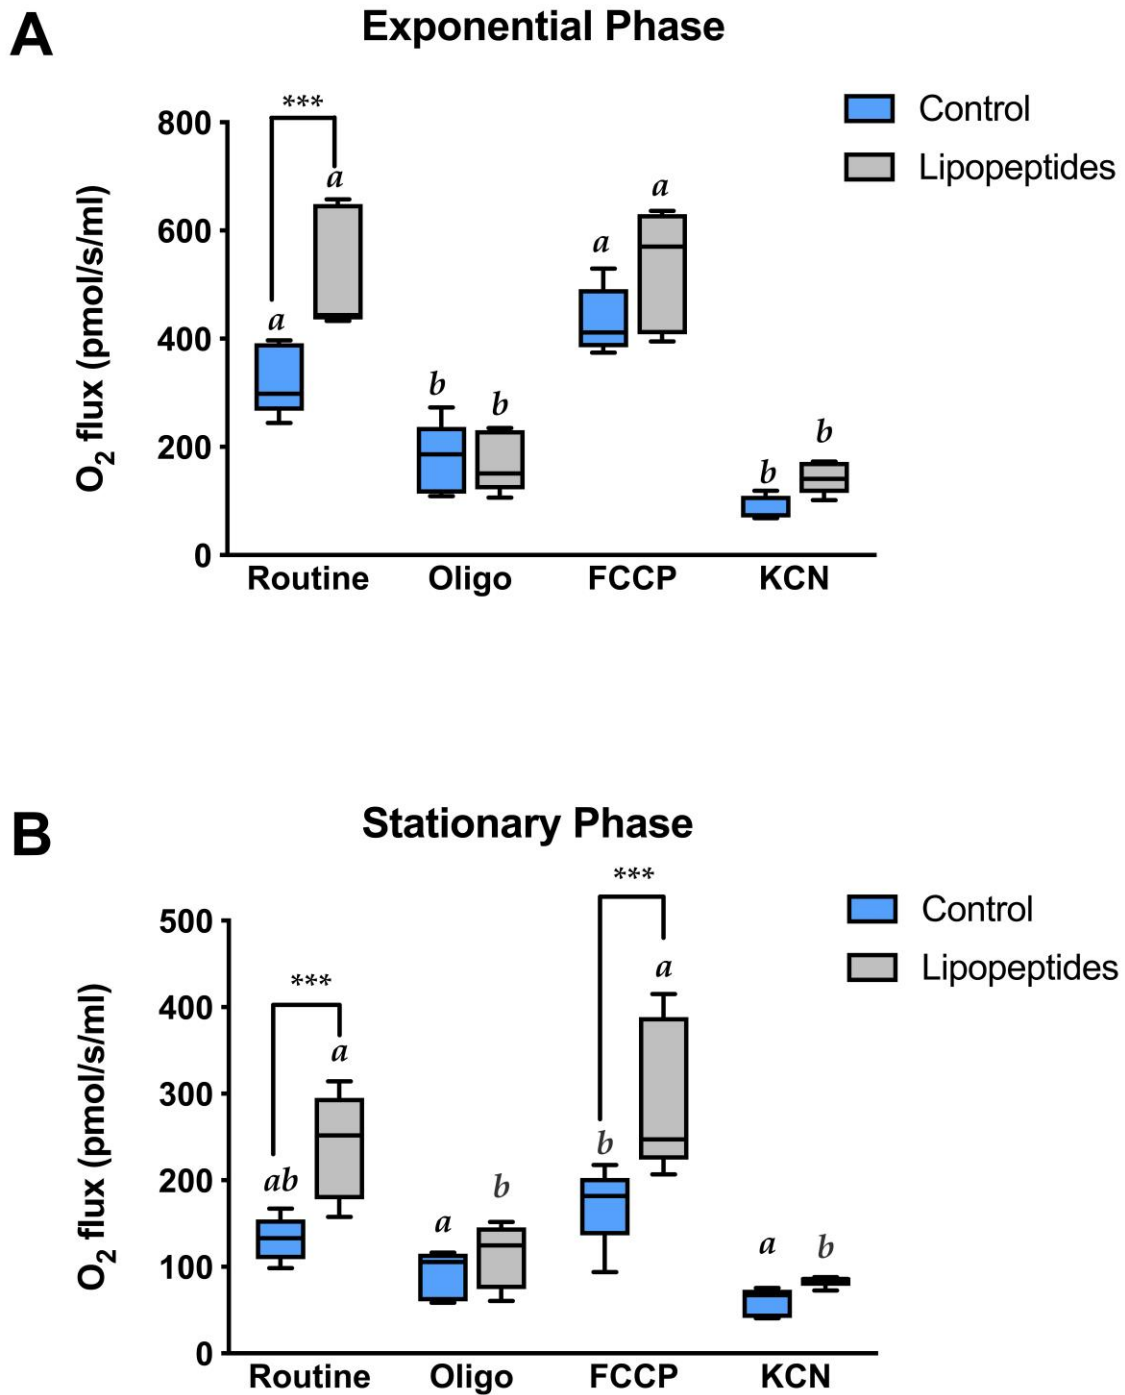 A
Exponential Phase
Control
Lipopeptides
O2 flux (pmol/s/ml)
800
600
400
200
0
***
a
a
b
b
a
a
b
b
Routine Oligo FCCP KCN
B
Stationary Phase
Control
Lipopeptides
O2 flux (pmol/s/ml)
500
400
300
200
100
0
***
***
ab
a
a
b
b
a
a
b
Routine Oligo FCCP KCN